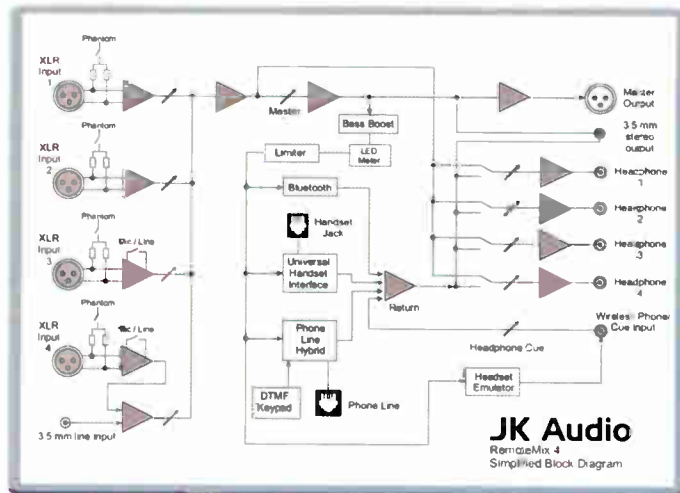 Phantom
XLR
Input
1
Phantom
XLR
Input
2
Phantom
XLR
Input
3
Mic / Line
Phantom
XLR
Input
4
Mic / Line
3.5 mm line input
Master
Bass Boost
Limiter
LED
Meter
Bluetooth
Handset
Jack
Universal
Handset
Interface
Return
Phone
Line
Hybrid
DTMF
Keypad
Phone Line
Master
Output
3.5 mm
stereo
output
Headphone
1
Headphone
2
Headphone
3
Headphone
4
Wireless Phone/
Cue Input
Headphone Cue
Headset
Emulator
JK Audio
RemoteMix 4
Simplified Block Diagram